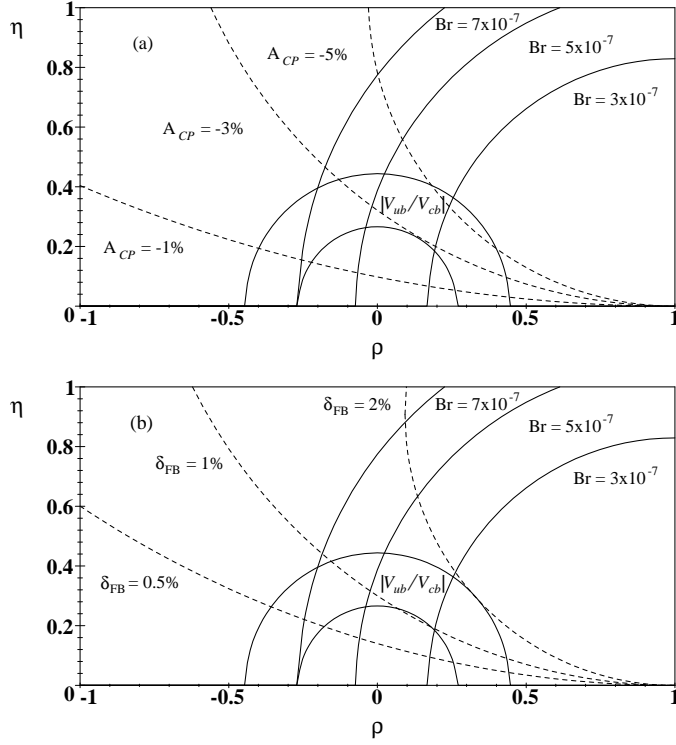 η
1
0.8
0.6
0.4
0.2
0
(a)
A_CP = -5%
A_CP = -3%
A_CP = -1%
Br = 7x10^-7
Br = 5x10^-7
Br = 3x10^-7
|V_ub/V_cb|
-1
-0.5
0
0.5
1
ρ
η
1
0.8
0.6
0.4
0.2
0
(b)
δ_FB = 2%
δ_FB = 1%
δ_FB = 0.5%
Br = 7x10^-7
Br = 5x10^-7
Br = 3x10^-7
|V_ub/V_cb|
-1
-0.5
0
0.5
1
ρ